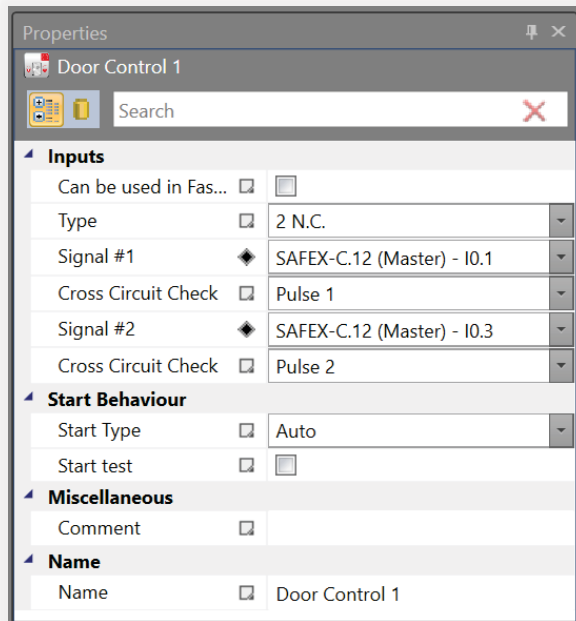 Properties
Door Control 1
Search
Inputs
Can be used in Fas...
Type 2 N.C.
Signal #1 SAFEX-C.12 (Master) - I0.1
Cross Circuit Check Pulse 1
Signal #2 SAFEX-C.12 (Master) - I0.3
Cross Circuit Check Pulse 2
Start Behaviour
Start Type Auto
Start test
Miscellaneous
Comment
Name
Name Door Control 1